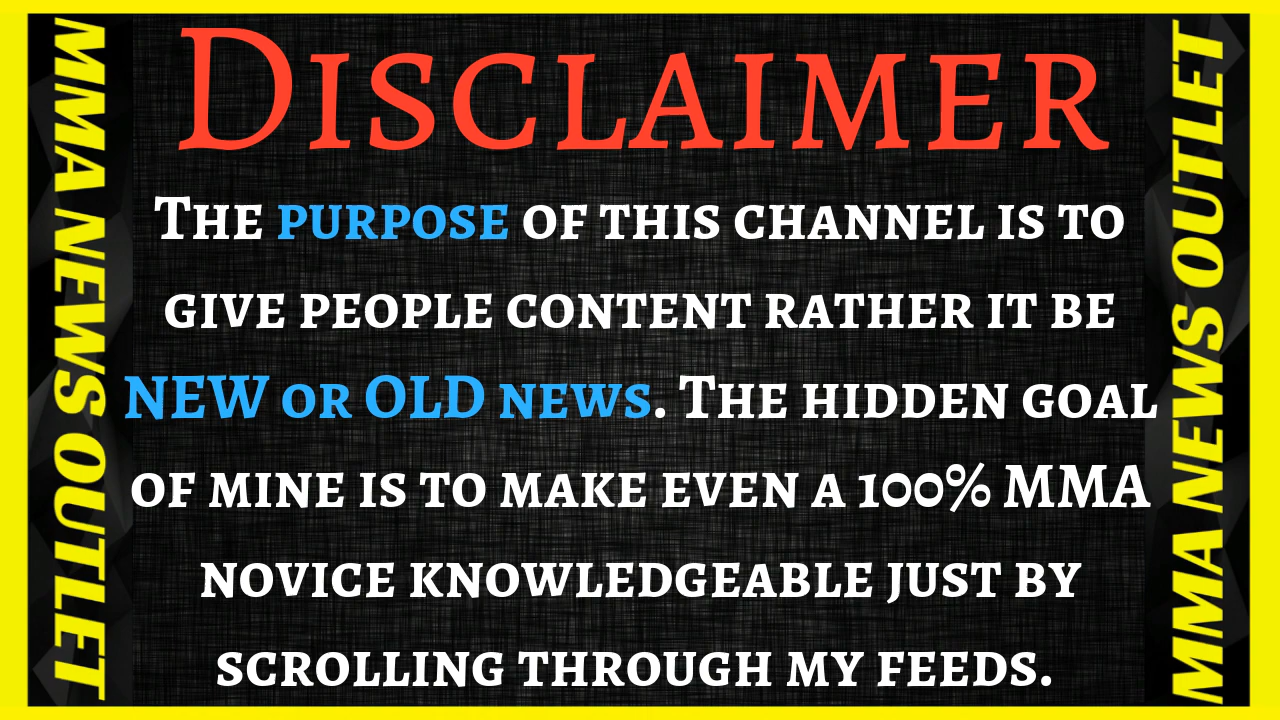 Disclaimer
The purpose of this channel is to
give people content rather it be
NEW or OLD news. The hidden goal
of mine is to make even a 100% MMA
novice knowledgeable just by
scrolling through my feeds.
MMA NEWS OUTLET
MMA NEWS OUTLET